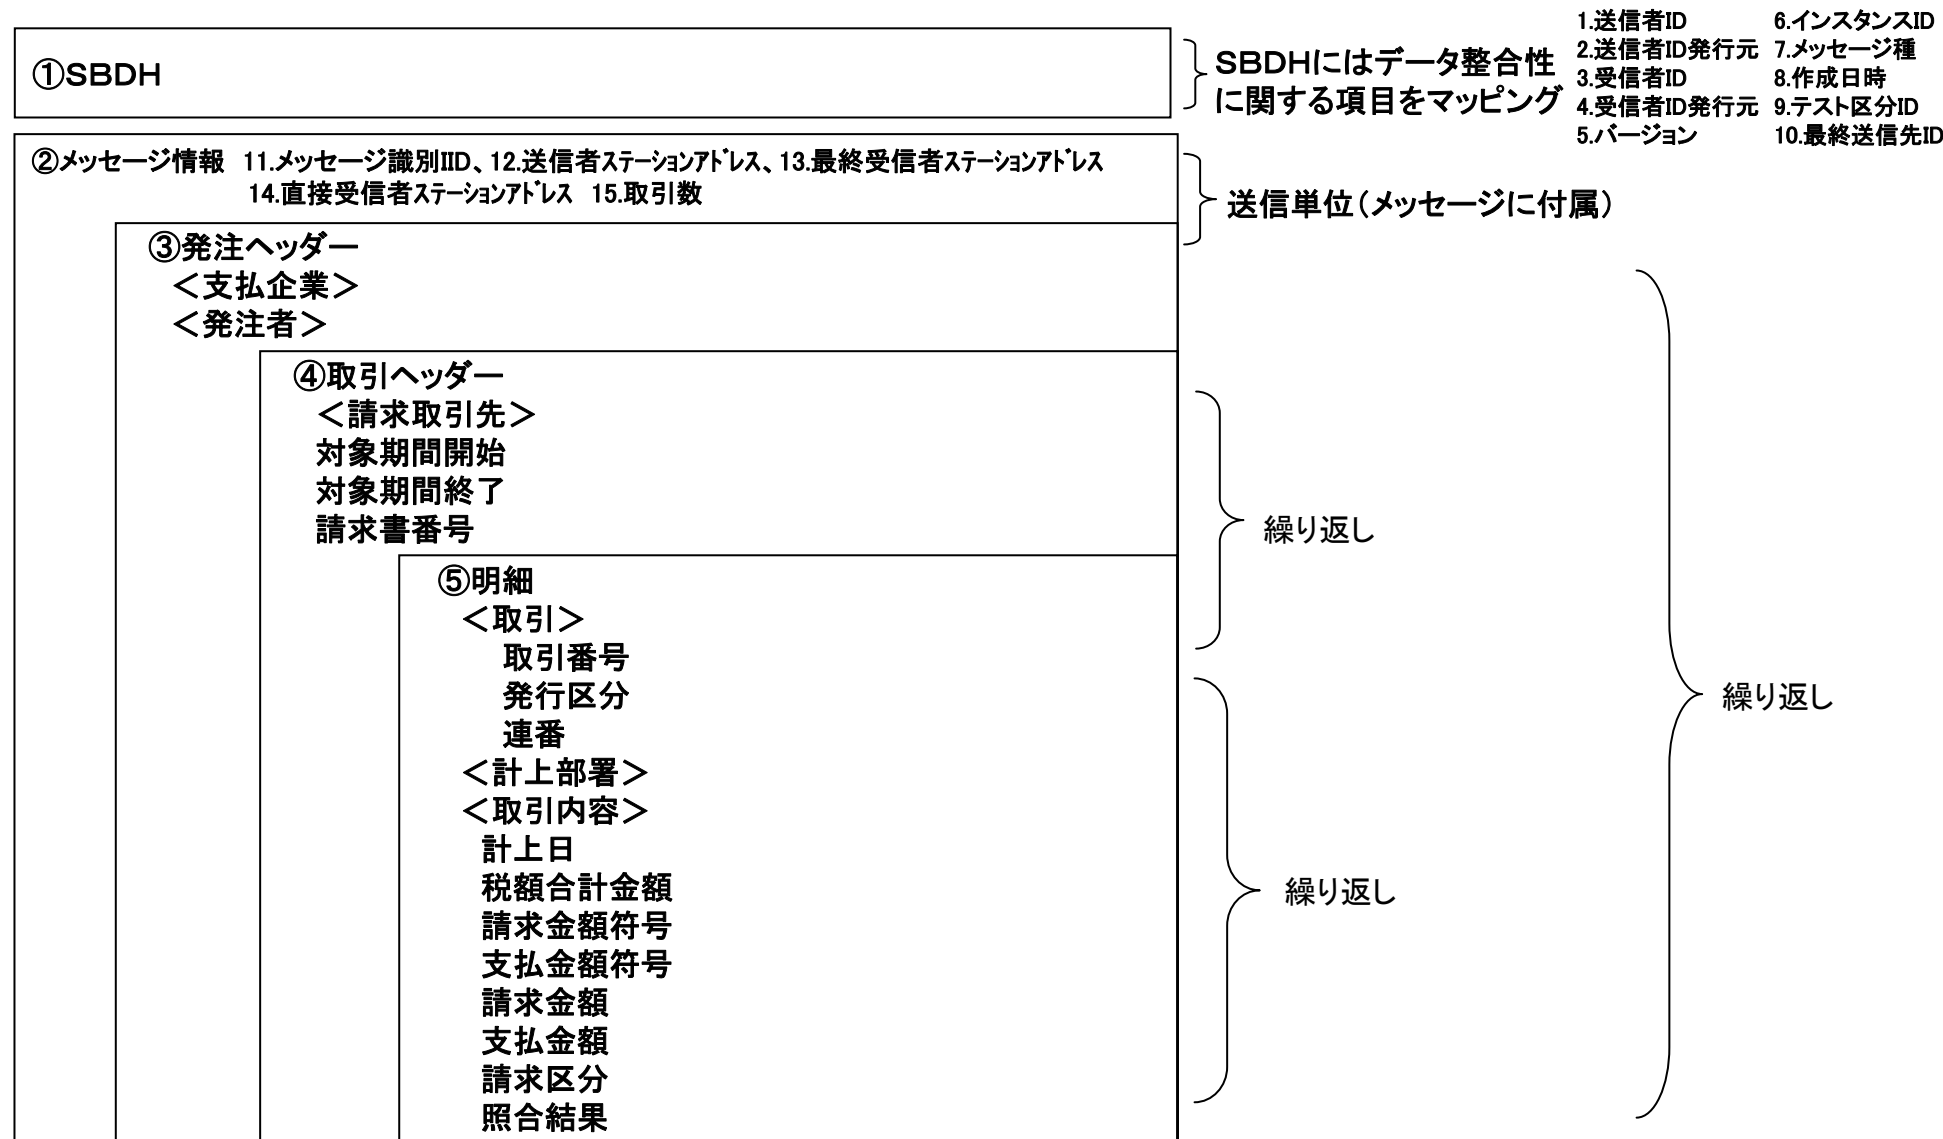 ①SBDH
SBDHにはデータ整合性
に関する項目をマッピング
1.送信者ID
2.送信者ID発行元
3.受信者ID
4.受信者ID発行元
5.バージョン
6.インスタンスID
7.メッセージ種
8.作成日時
9.テスト区分ID
10.最終送信先ID
②メッセージ情報 11.メッセージ識別IID、12.送信者ステーションアドレス、13.最終受信者ステーションアドレス
14.直接受信者ステーションアドレス 15.取引数
送信単位(メッセージに付属)
③発注ヘッダー
<支払企業>
<発注者>
④取引ヘッダー
<請求取引先>
対象期間開始
対象期間終了
請求書番号
繰り返し
⑤明細
<取引>
取引番号
発行区分
連番
<計上部署>
<取引内容>
計上日
税額合計金額
請求金額符号
支払金額符号
請求金額
支払金額
請求区分
照合結果
繰り返し
繰り返し